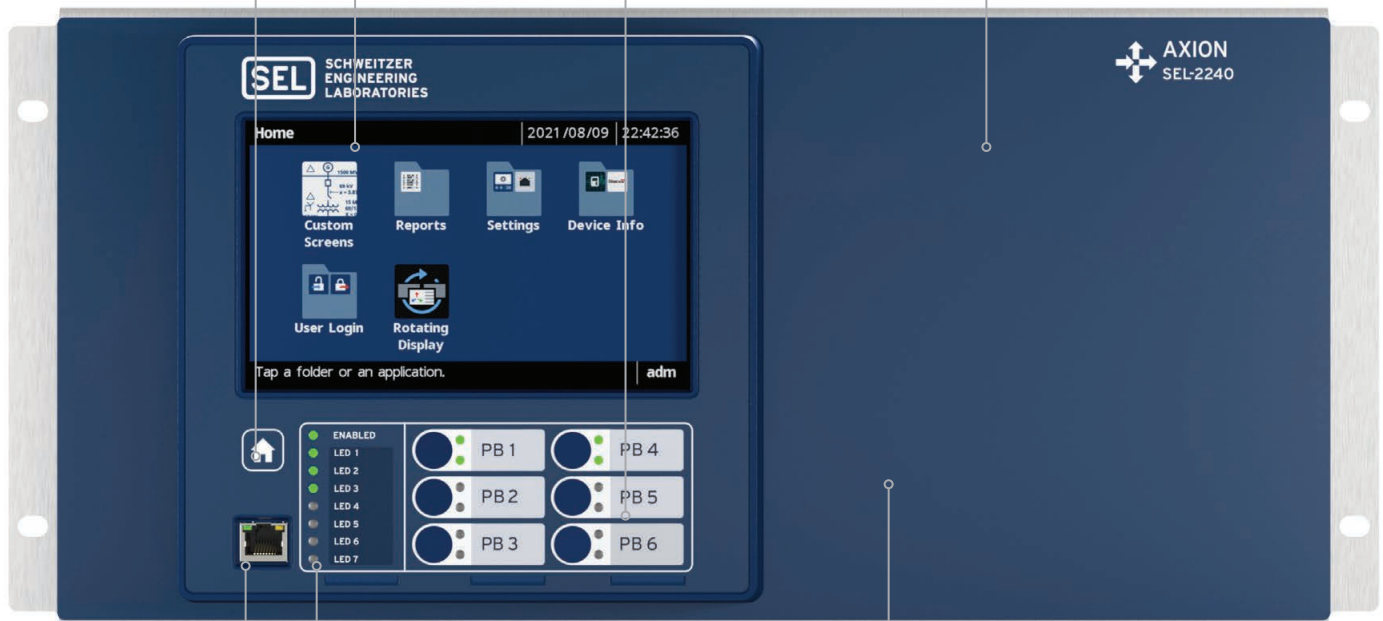 SEL SCHWEITZER
ENGINEERING
LABORATORIES
AXION
SEL-2240
Home 2021/08/09 22:42:36
Custom
Screens
Reports
Settings
Device Info
User Login
Rotating
Display
Tap a folder or an application. adm
ENABLED
LED 1
LED 2
LED 3
LED 4
LED 5
LED 6
LED 7
PB 1
PB 4
PB 2
PB 5
PB 3
PB 6